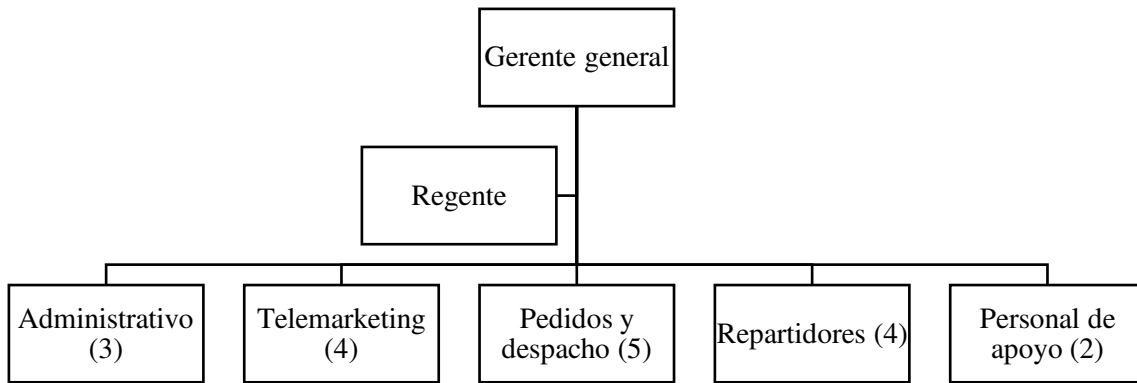 Gerente general
Regente
Administrativo
(3)
Telemarketing
(4)
Pedidos y
despacho (5)
Repartidores (4)
Personal de
apoyo (2)